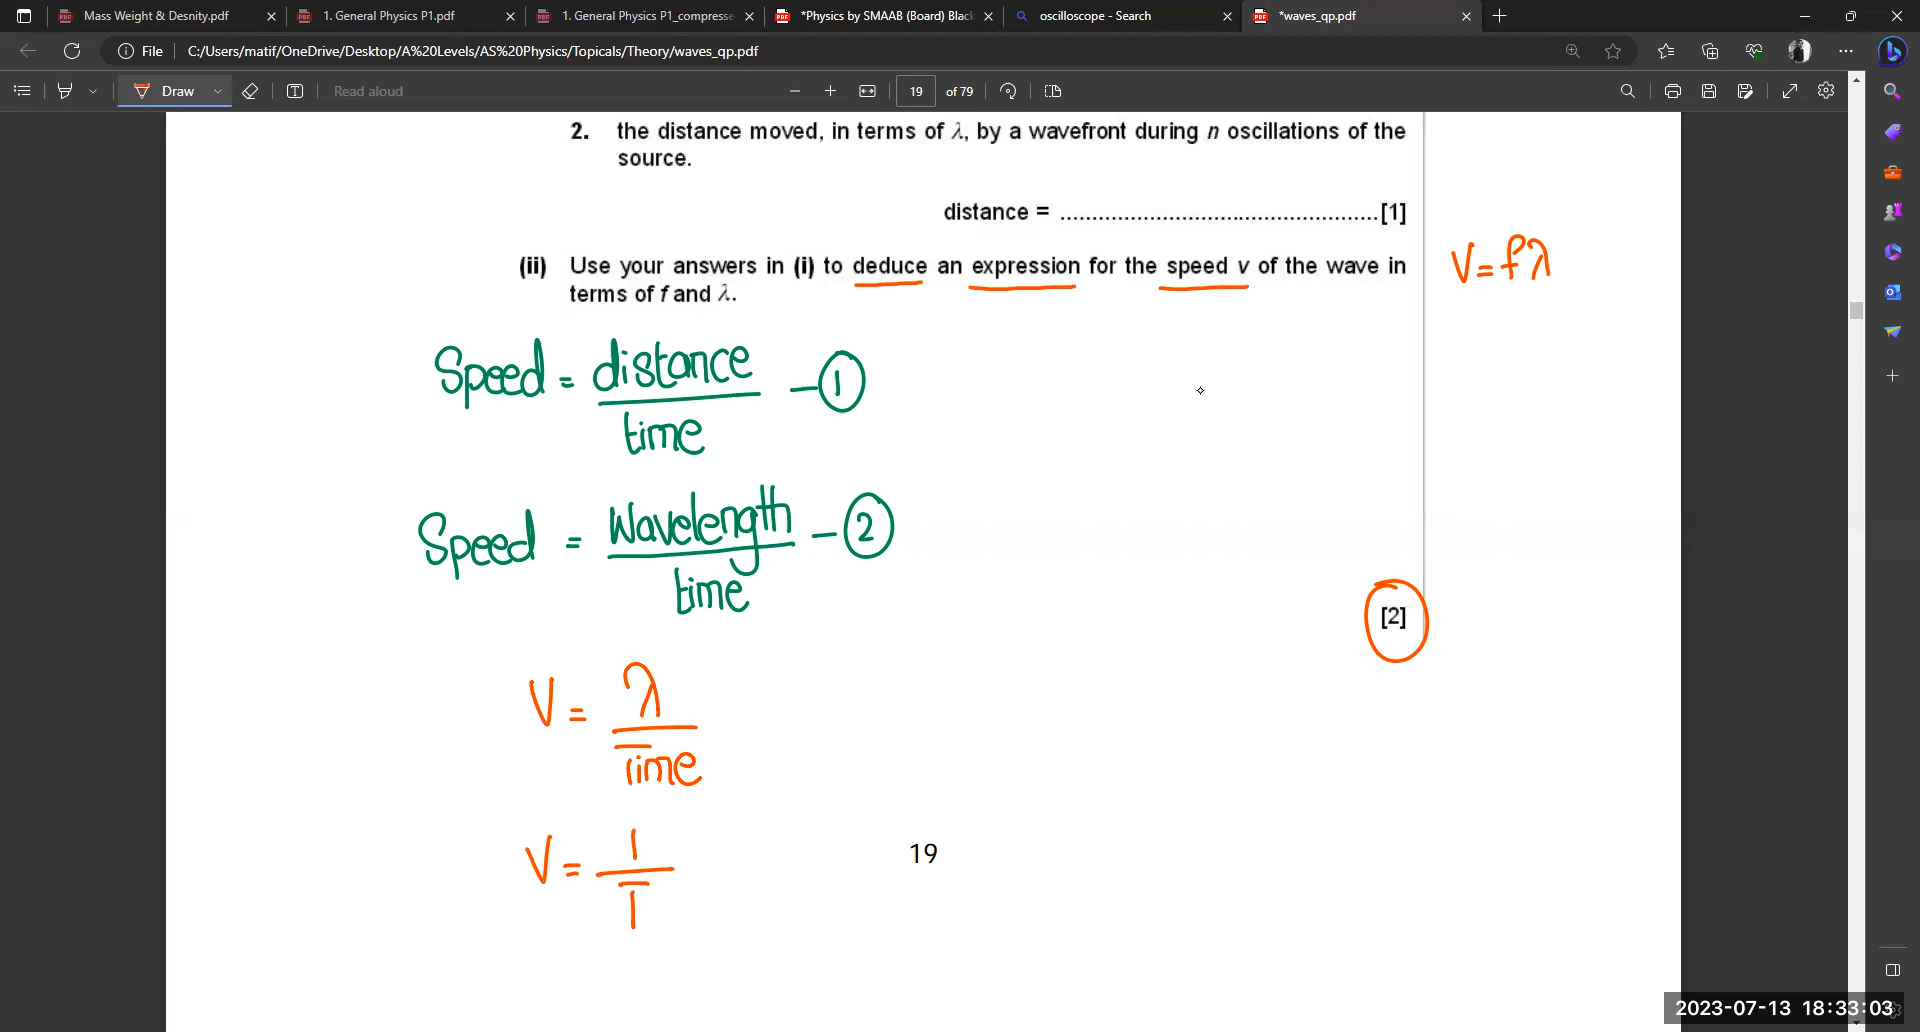 Mass Weight & Desnity.pdf
1. General Physics P1.pdf
1. General Physics P1_compresse
*Physics by SMAAB (Board) Blac
oscilloscope - Search
*waves_qp.pdf
File
C:/Users/matif/OneDrive/Desktop/A%20Levels/AS%20Physics/Topicals/Theory/waves_qp.pdf
Draw
Read aloud
19 of 79
2. the distance moved, in terms of λ, by a wavefront during n oscillations of the
source.
distance = ................................................[1]
(ii) Use your answers in (i) to deduce an expression for the speed v of the wave in
terms of f and λ.
V = fλ
Speed = distance – ①
time
Speed = Wavelength – ②
time
[2]
V = λ
Time
V = 1
T
19
2023-07-13 18:33:03